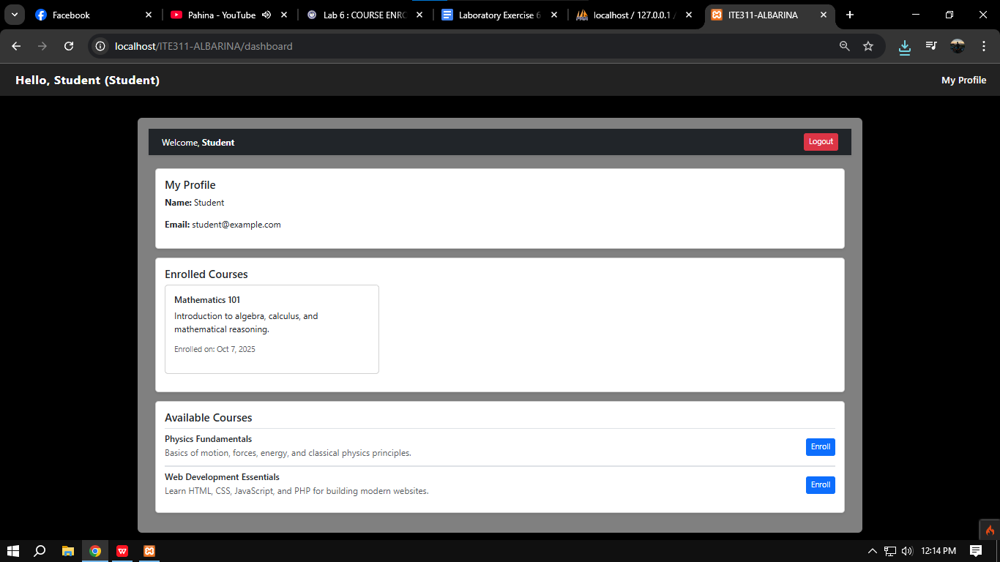 Facebook
Pahina - YouTube
Lab 6 : COURSE ENRO
Laboratory Exercise 6
localhost / 127.0.0.1 /
ITE311-ALBARINA
localhost/ITE311-ALBARINA/dashboard
Hello, Student (Student)
My Profile
Welcome, Student
Logout
My Profile
Name: Student
Email: student@example.com
Enrolled Courses
Mathematics 101
Introduction to algebra, calculus, and
mathematical reasoning.
Enrolled on: Oct 7, 2025
Available Courses
Physics Fundamentals
Basics of motion, forces, energy, and classical physics principles.
Enroll
Web Development Essentials
Learn HTML, CSS, JavaScript, and PHP for building modern websites.
Enroll
12:14 PM